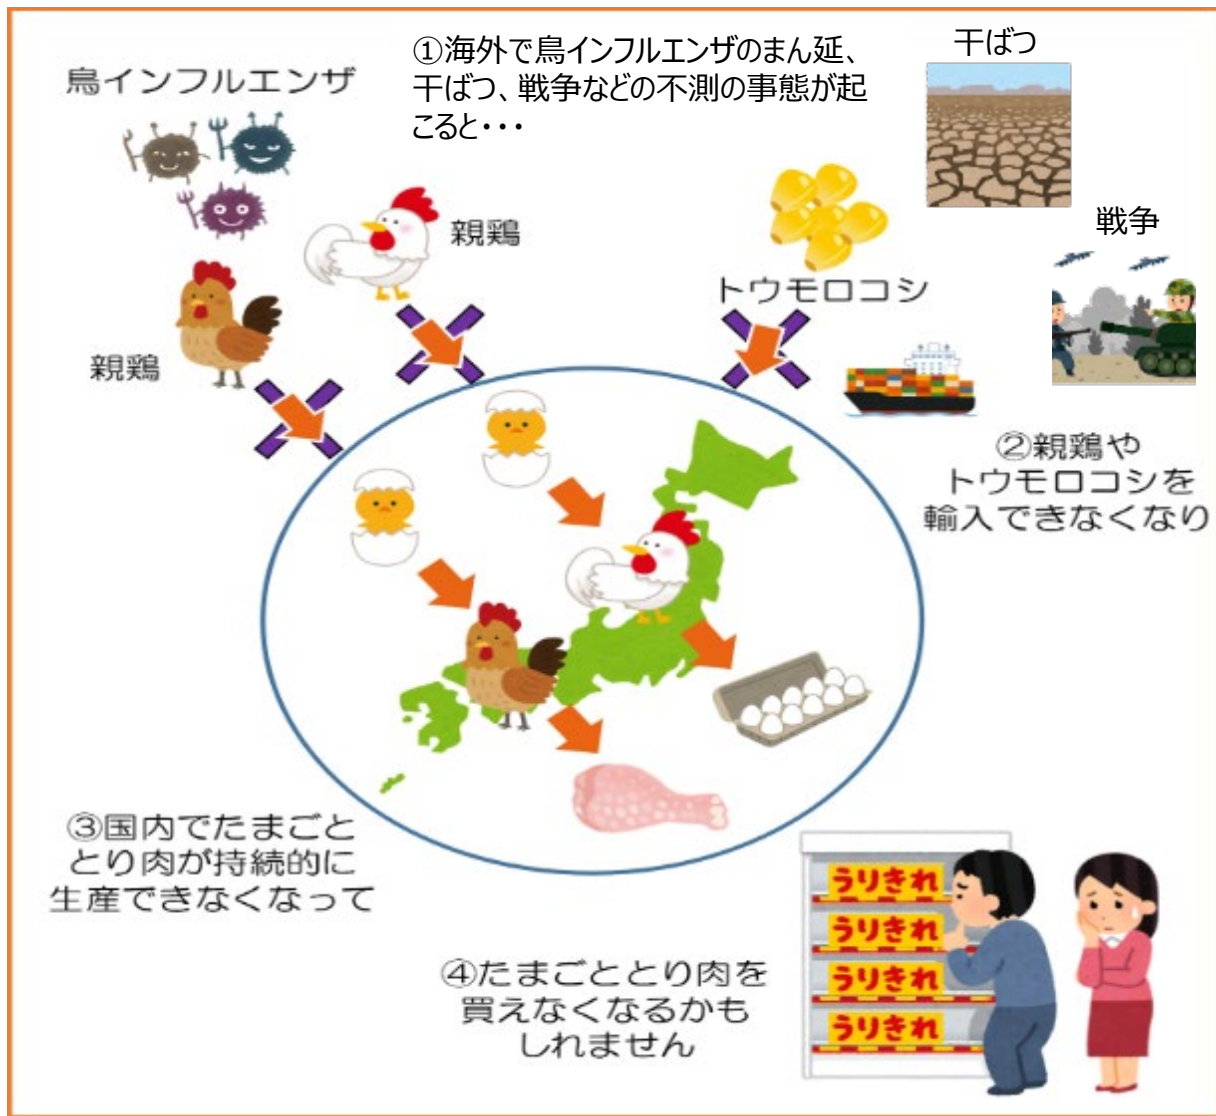 ①海外で鳥インフルエンザのまん延、
干ばつ、戦争などの不測の事態が起
こると・・・
干ばつ
鳥インフルエンザ
親鶏
親鶏
トウモロコシ
戦争
②親鶏や
トウモロコシを
輸入できなくなり
③国内でたまごと
とり肉が持続的に
生産できなくなって
④たまごととり肉を
買えなくなるかも
しれません
うりきれ
うりきれ
うりきれ
うりきれ